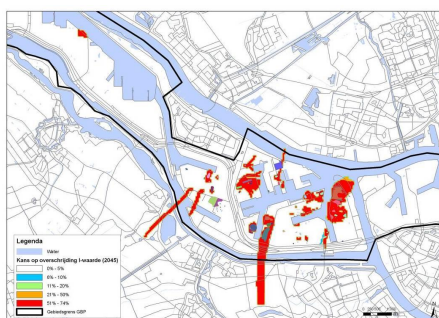 Legenda
Water
Kans op overschrijding I-waarde (2045)
0% - 5%
6% - 10%
11% - 20%
21% - 50%
51% - 74%
Gebiedsgrens GBP